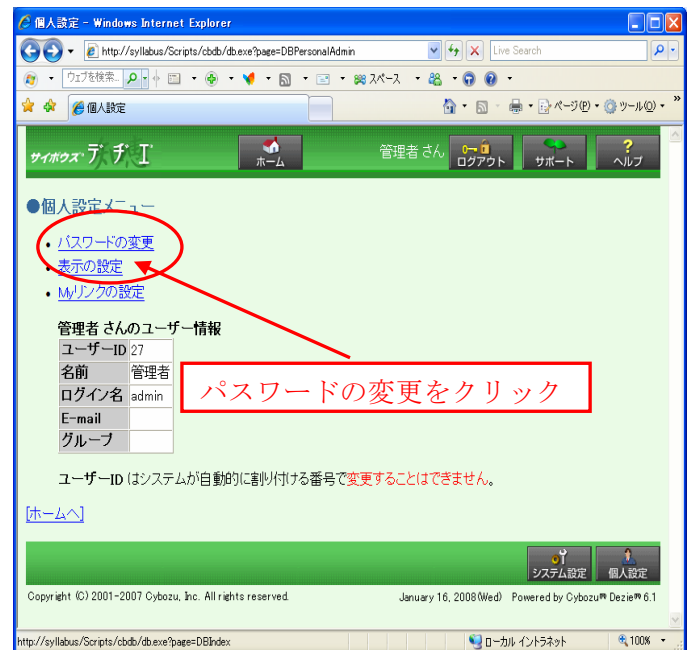 個人設定 - Windows Internet Explorer
http://syllabus/Scripts/cbdb/db.exe?page=DBPersonalAdmin
Live Search
ウェブを検索...
スペース
個人設定
ページ(P)
ツール(O)
サイボウズ デヂエ
ホーム
管理者 さん
ログアウト
サポート
ヘルプ
●個人設定メニュー
• パスワードの変更
• 表示の設定
• Myリンクの設定
管理者 さんのユーザー情報
ユーザーID 27
名前 管理者
ログイン名 admin
E-mail
グループ
パスワードの変更をクリック
ユーザーID はシステムが自動的に割り付ける番号で変更することはできません。
[ホームへ]
システム設定
個人設定
Copyright (C) 2001-2007 Cybozu, Inc. All rights reserved.
January 16, 2008(Wed) Powered by Cybozu(R) Dezie(R) 6.1
http://syllabus/Scripts/cbdb/db.exe?page=DBIndex
ローカル イントラネット
100%